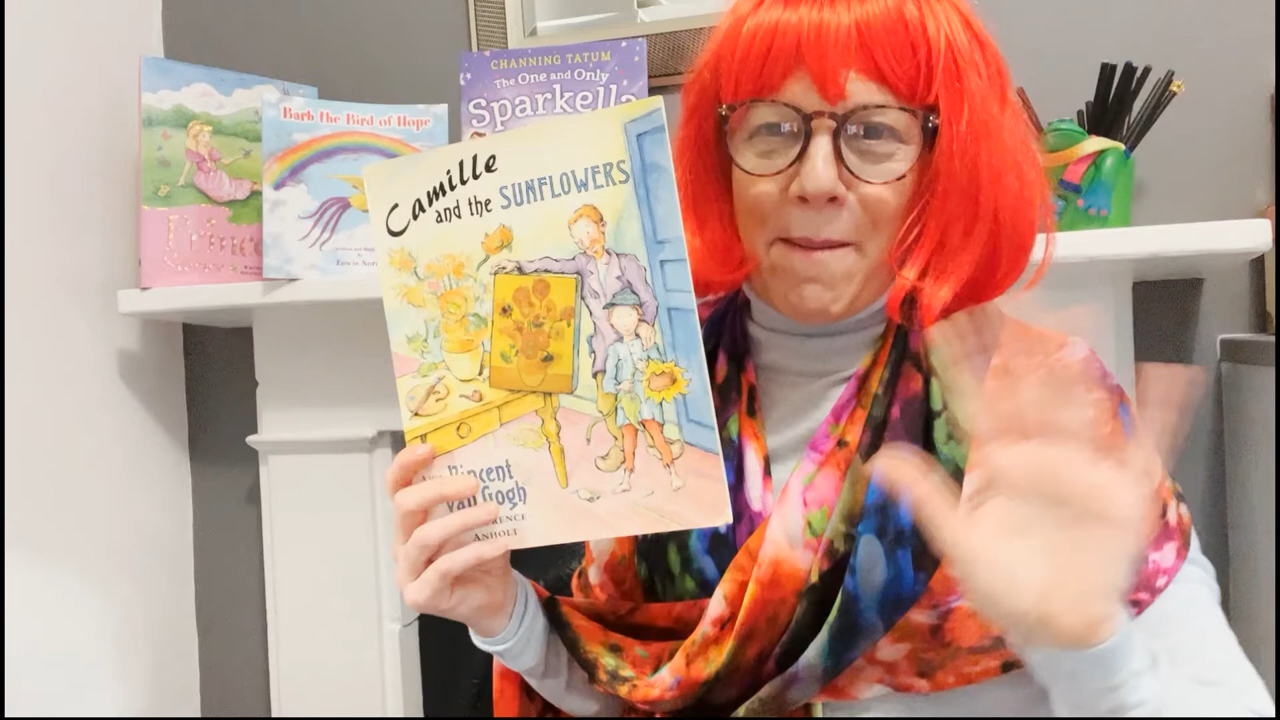 CHANNING TATUM
The One and Only
Sparkella
Barb the Bird of Hope
Camille
and the SUNFLOWERS
Vincent
Van Gogh
ANHOLT